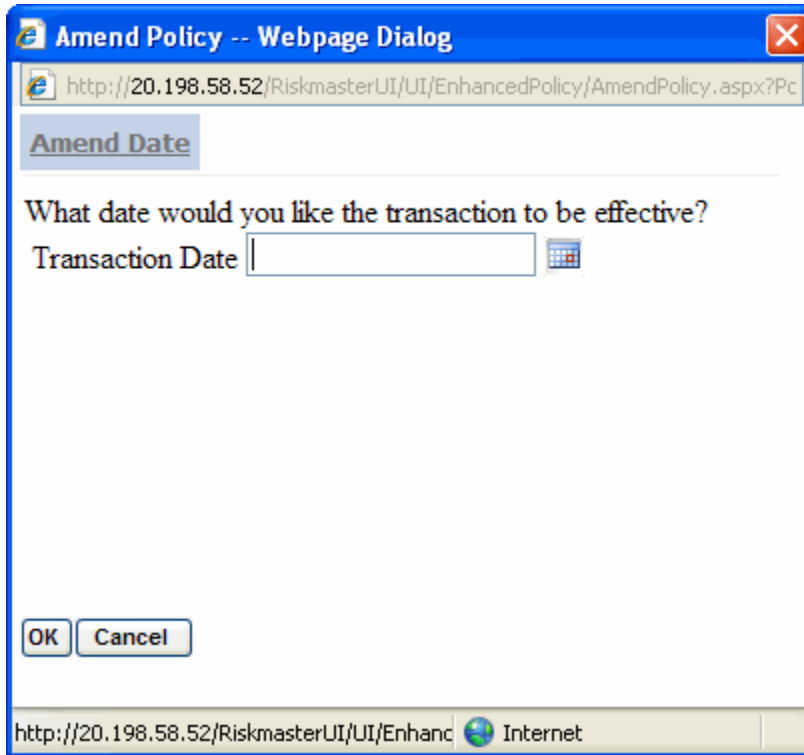 Amend Policy -- Webpage Dialog
http://20.198.58.52/RiskmasterUI/UI/EnhancedPolicy/AmendPolicy.aspx?Pc
Amend Date
What date would you like the transaction to be effective?
Transaction Date
OK Cancel
http://20.198.58.52/RiskmasterUI/UI/Enhanc Internet